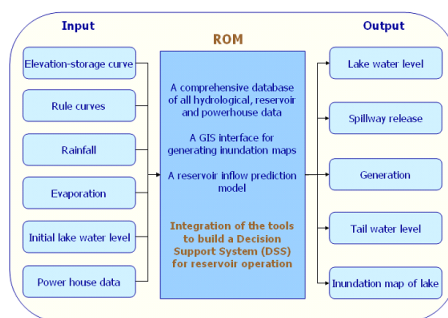 Input
Output
ROM
Elevation-storage curve
Rule curves
Rainfall
Evaporation
Initial lake water level
Power house data
A comprehensive database
of all hydrological, reservoir
and powerhouse data
A GIS interface for
generating inundation maps
A reservoir inflow prediction
model
Integration of the tools
to build a Decision
Support System (DSS)
for reservoir operation
Lake water level
Spillway release
Generation
Tail water level
Inundation map of lake